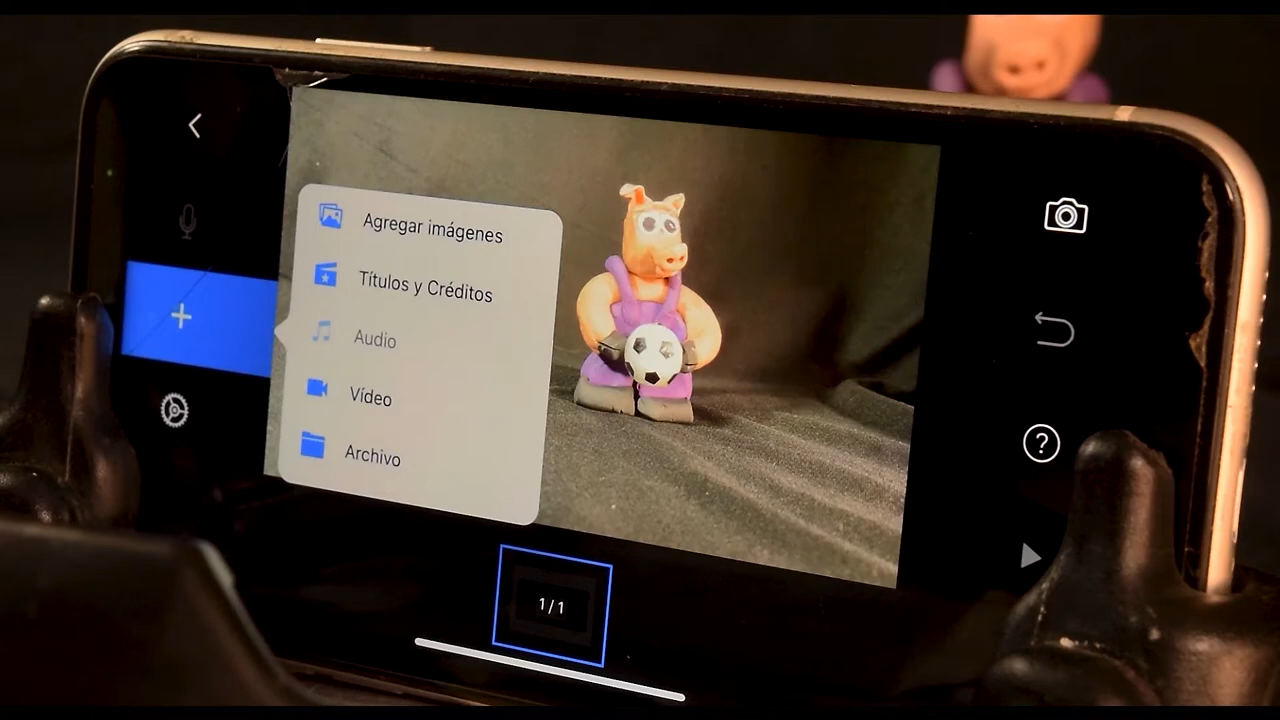 Agregar imágenes
Títulos y Créditos
Audio
Vídeo
Archivo
1/1